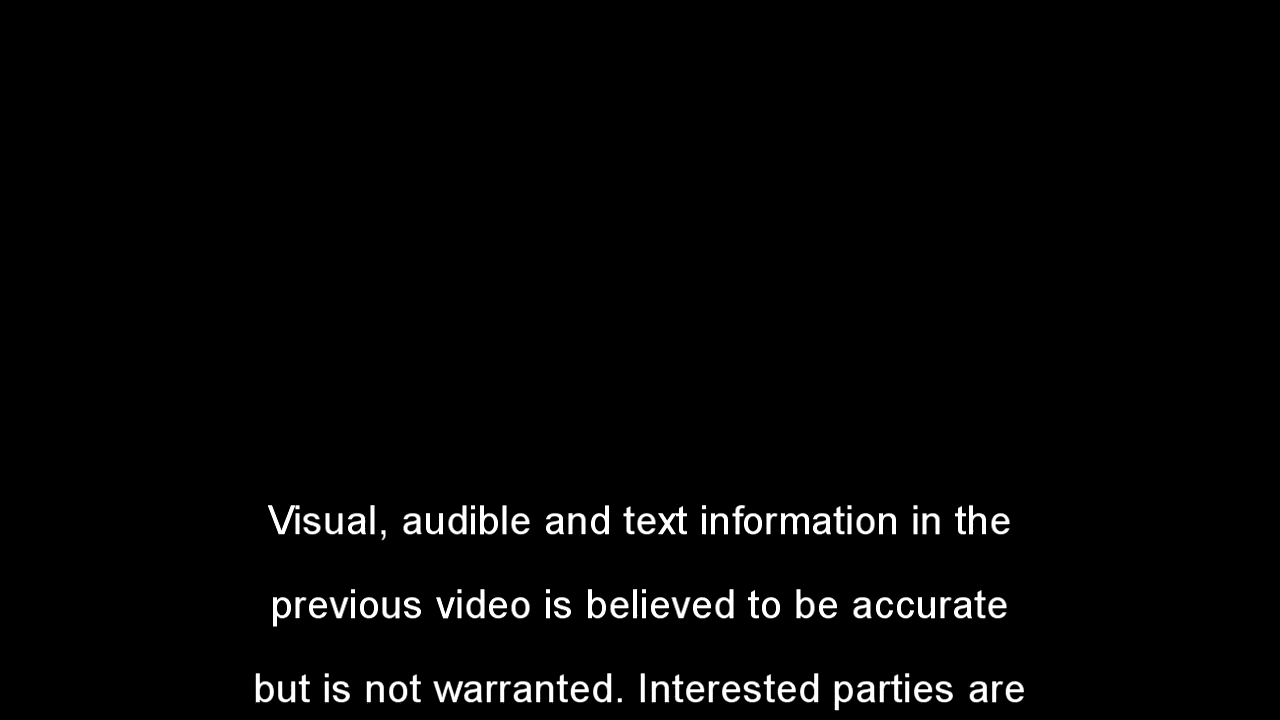 Visual, audible and text information in the
previous video is believed to be accurate
but is not warranted. Interested parties are